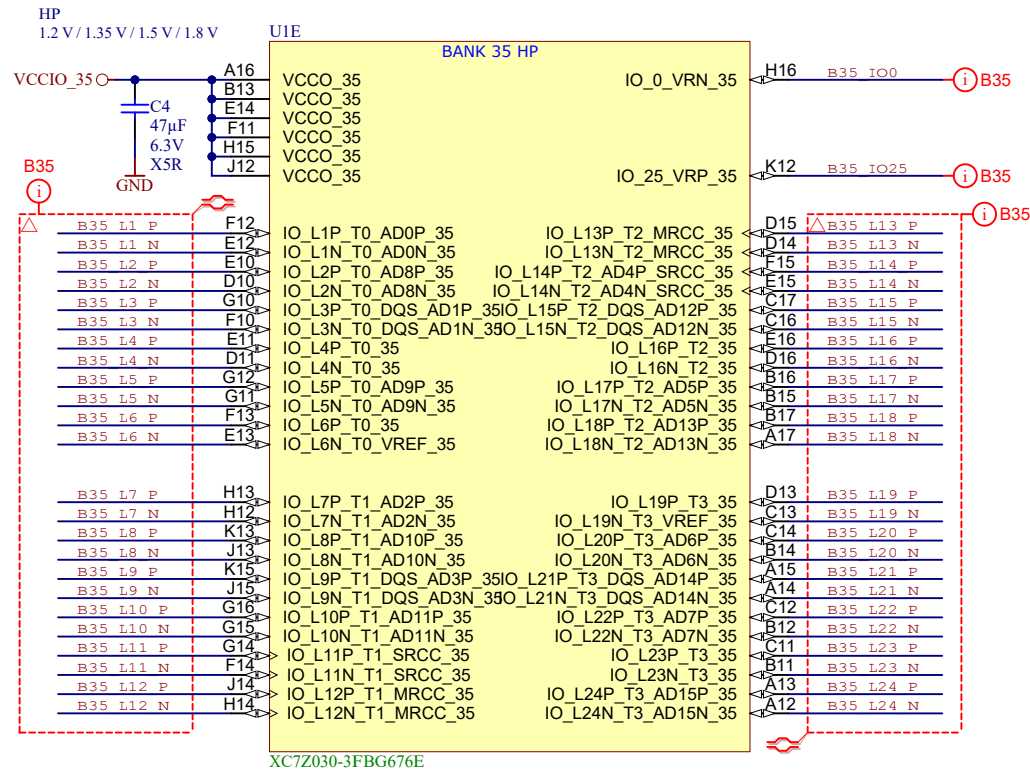 HP
1.2 V / 1.35 V / 1.5 V / 1.8 V
U1E
BANK 35 HP
VCCIO_35
A16 VCCO_35
B13 VCCO_35
E14 VCCO_35
F11 VCCO_35
H15 VCCO_35
J12 VCCO_35
C4
47µF
6.3V
X5R
GND
IO_0_VRN_35 H16 B35_IO0 i B35
IO_25_VRP_35 K12 B35_IO25 i B35
B35
i
i B35
B35_L1_P F12 IO_L1P_T0_AD0P_35
B35_L1_N E12 IO_L1N_T0_AD0N_35
B35_L2_P E10 IO_L2P_T0_AD8P_35
B35_L2_N D10 IO_L2N_T0_AD8N_35
B35_L3_P G10 IO_L3P_T0_DQS_AD1P_35
B35_L3_N F10 IO_L3N_T0_DQS_AD1N_35
B35_L4_P E11 IO_L4P_T0_35
B35_L4_N D11 IO_L4N_T0_35
B35_L5_P G12 IO_L5P_T0_AD9P_35
B35_L5_N G11 IO_L5N_T0_AD9N_35
B35_L6_P F13 IO_L6P_T0_35
B35_L6_N E13 IO_L6N_T0_VREF_35
B35_L7_P H13 IO_L7P_T1_AD2P_35
B35_L7_N H12 IO_L7N_T1_AD2N_35
B35_L8_P K13 IO_L8P_T1_AD10P_35
B35_L8_N J13 IO_L8N_T1_AD10N_35
B35_L9_P K15 IO_L9P_T1_DQS_AD3P_35
B35_L9_N J15 IO_L9N_T1_DQS_AD3N_35
B35_L10_P G16 IO_L10P_T1_AD11P_35
B35_L10_N G15 IO_L10N_T1_AD11N_35
B35_L11_P G14 IO_L11P_T1_SRCC_35
B35_L11_N F14 IO_L11N_T1_SRCC_35
B35_L12_P J14 IO_L12P_T1_MRCC_35
B35_L12_N H14 IO_L12N_T1_MRCC_35
IO_L13P_T2_MRCC_35 D15 B35_L13_P
IO_L13N_T2_MRCC_35 D14 B35_L13_N
IO_L14P_T2_AD4P_SRCC_35 F15 B35_L14_P
IO_L14N_T2_AD4N_SRCC_35 E15 B35_L14_N
IO_L15P_T2_DQS_AD12P_35 C17 B35_L15_P
IO_L15N_T2_DQS_AD12N_35 C16 B35_L15_N
IO_L16P_T2_35 E16 B35_L16_P
IO_L16N_T2_35 D16 B35_L16_N
IO_L17P_T2_AD5P_35 B16 B35_L17_P
IO_L17N_T2_AD5N_35 B15 B35_L17_N
IO_L18P_T2_AD13P_35 B17 B35_L18_P
IO_L18N_T2_AD13N_35 A17 B35_L18_N
IO_L19P_T3_35 D13 B35_L19_P
IO_L19N_T3_VREF_35 C13 B35_L19_N
IO_L20P_T3_AD6P_35 C14 B35_L20_P
IO_L20N_T3_AD6N_35 B14 B35_L20_N
IO_L21P_T3_DQS_AD14P_35 A15 B35_L21_P
IO_L21N_T3_DQS_AD14N_35 A14 B35_L21_N
IO_L22P_T3_AD7P_35 C12 B35_L22_P
IO_L22N_T3_AD7N_35 B12 B35_L22_N
IO_L23P_T3_35 C11 B35_L23_P
IO_L23N_T3_35 B11 B35_L23_N
IO_L24P_T3_AD15P_35 A13 B35_L24_P
IO_L24N_T3_AD15N_35 A12 B35_L24_N
XC7Z030-3FBG676E